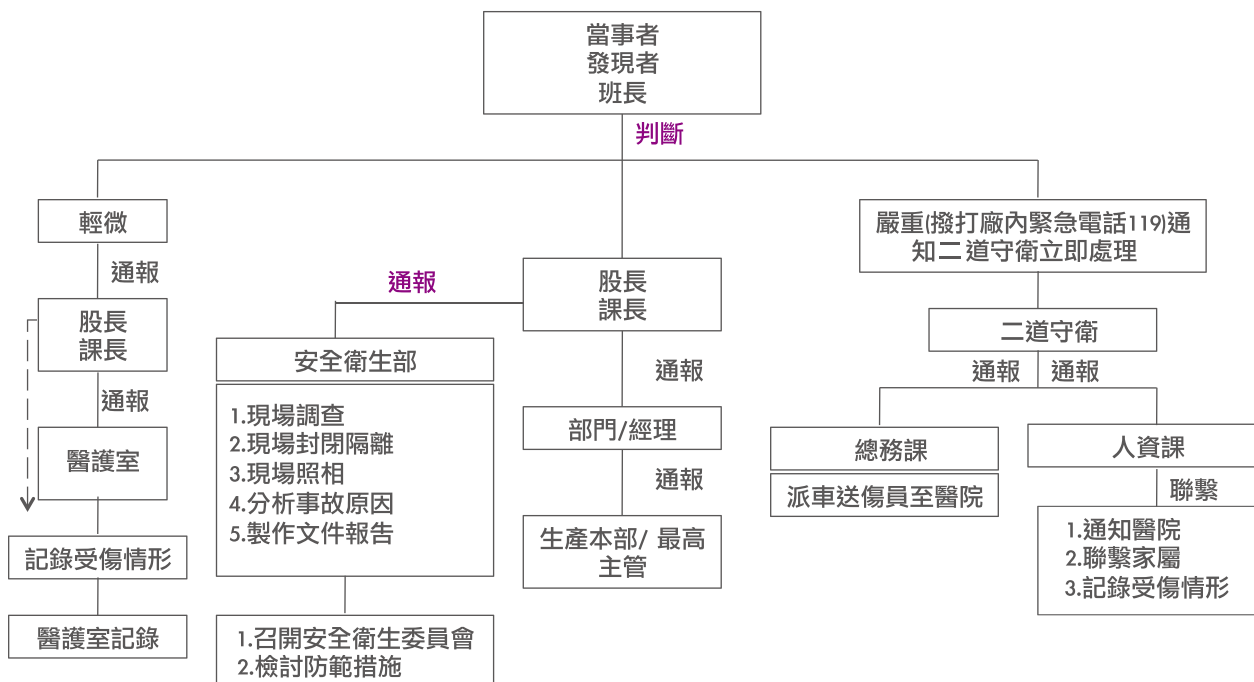 當事者
發現者
班長
判斷
輕微
通報
股長
課長
通報
醫護室
記錄受傷情形
醫護室記錄
通報
安全衛生部
1.現場調查
2.現場封閉隔離
3.現場照相
4.分析事故原因
5.製作文件報告
1.召開安全衛生委員會
2.檢討防範措施
股長
課長
通報
部門/經理
通報
生產本部/ 最高
主管
嚴重(撥打廠內緊急電話119)通
知二道守衛立即處理
二道守衛
通報 通報
總務課
派車送傷員至醫院
人資課
聯繫
1.通知醫院
2.聯繫家屬
3.記錄受傷情形